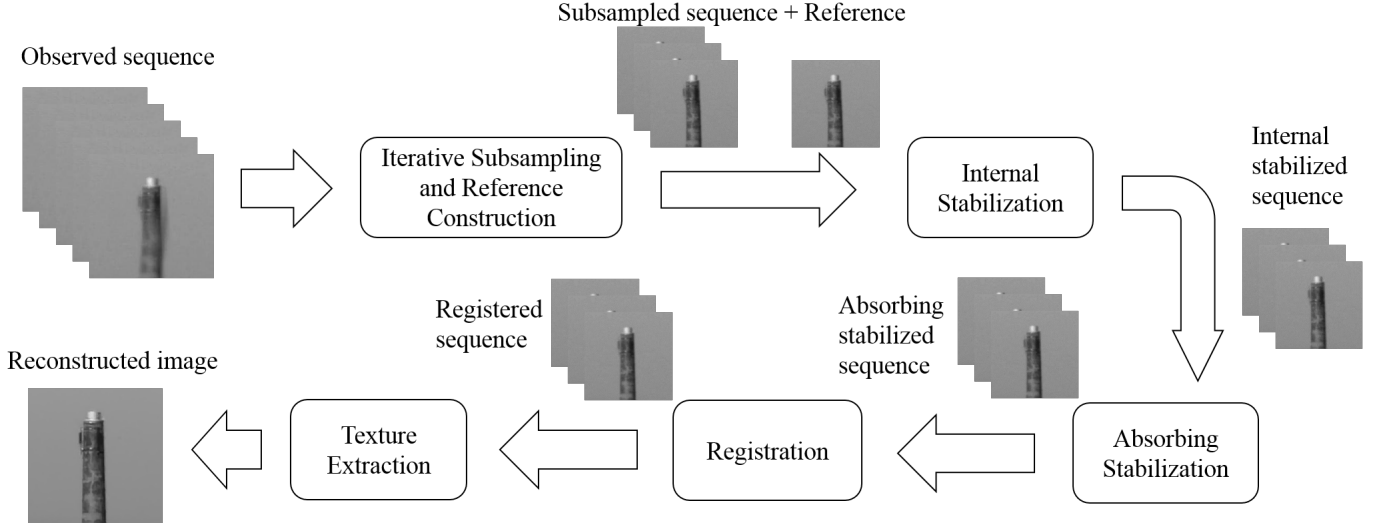 Subsampled sequence + Reference
Observed sequence
Iterative Subsampling
and Reference
Construction
Internal
Stabilization
Internal
stabilized
sequence
Absorbing
Stabilization
Absorbing
stabilized
sequence
Registration
Registered
sequence
Texture
Extraction
Reconstructed image